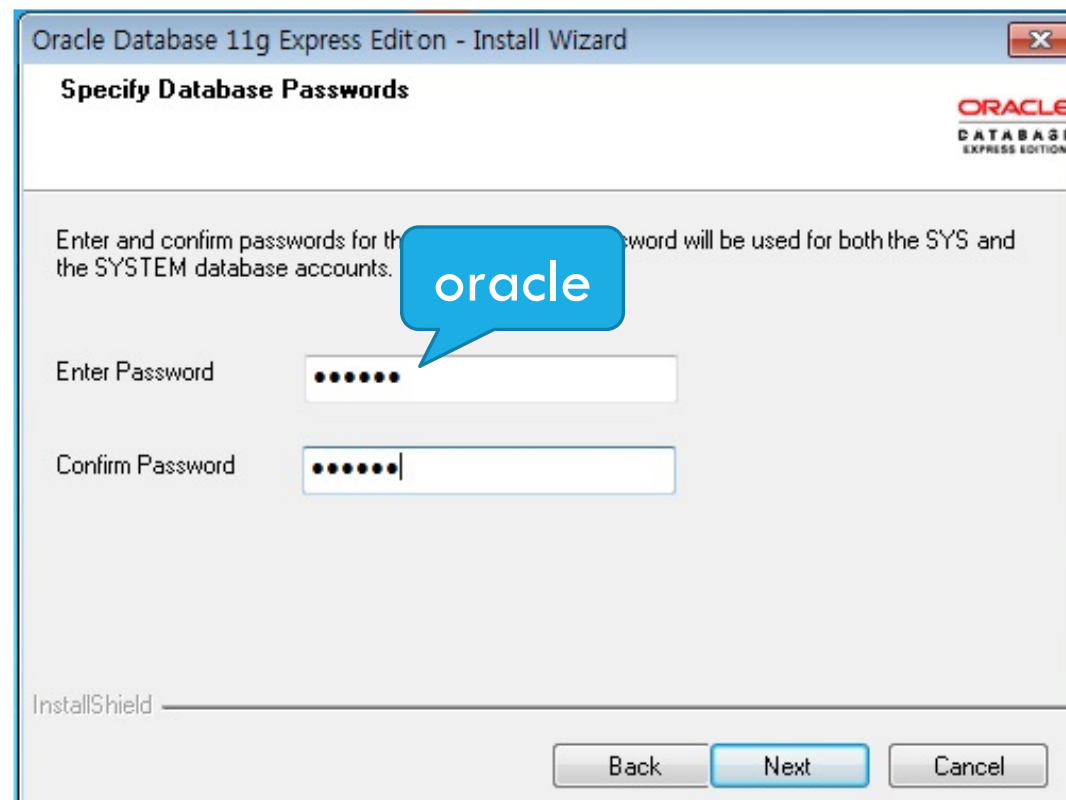 Oracle Database 11g Express Edition - Install Wizard
Specify Database Passwords
ORACLE
DATABASE
EXPRESS EDITION
Enter and confirm passwords for th word will be used for both the SYS and
the SYSTEM database accounts.
oracle
Enter Password
••••••
Confirm Password
••••••
InstallShield
Back Next Cancel